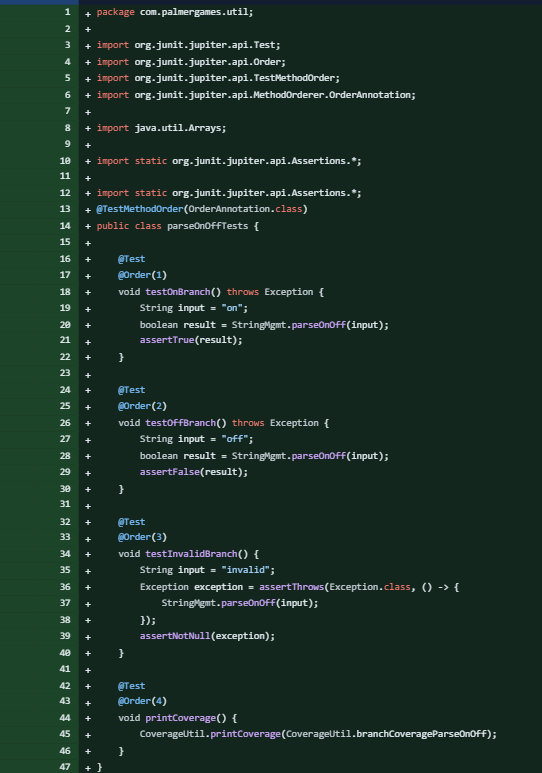 1 + package com.palmergames.util;
2 +
3 + import org.junit.jupiter.api.Test;
4 + import org.junit.jupiter.api.Order;
5 + import org.junit.jupiter.api.TestMethodOrder;
6 + import org.junit.jupiter.api.MethodOrderer.OrderAnnotation;
7 +
8 + import java.util.Arrays;
9 +
10 + import static org.junit.jupiter.api.Assertions.*;
11 +
12 + import static org.junit.jupiter.api.Assertions.*;
13 + @TestMethodOrder(OrderAnnotation.class)
14 + public class parseOnOffTests {
15 +
16 +     @Test
17 +     @Order(1)
18 +     void testOnBranch() throws Exception {
19 +         String input = "on";
20 +         boolean result = StringMgmt.parseOnOff(input);
21 +         assertTrue(result);
22 +     }
23 +
24 +     @Test
25 +     @Order(2)
26 +     void testOffBranch() throws Exception {
27 +         String input = "off";
28 +         boolean result = StringMgmt.parseOnOff(input);
29 +         assertFalse(result);
30 +     }
31 +
32 +     @Test
33 +     @Order(3)
34 +     void testInvalidBranch() {
35 +         String input = "invalid";
36 +         Exception exception = assertThrows(Exception.class, () -> {
37 +             StringMgmt.parseOnOff(input);
38 +         });
39 +         assertNotNull(exception);
40 +     }
41 +
42 +     @Test
43 +     @Order(4)
44 +     void printCoverage() {
45 +         CoverageUtil.printCoverage(CoverageUtil.branchCoverageParseOnOff);
46 +     }
47 + }